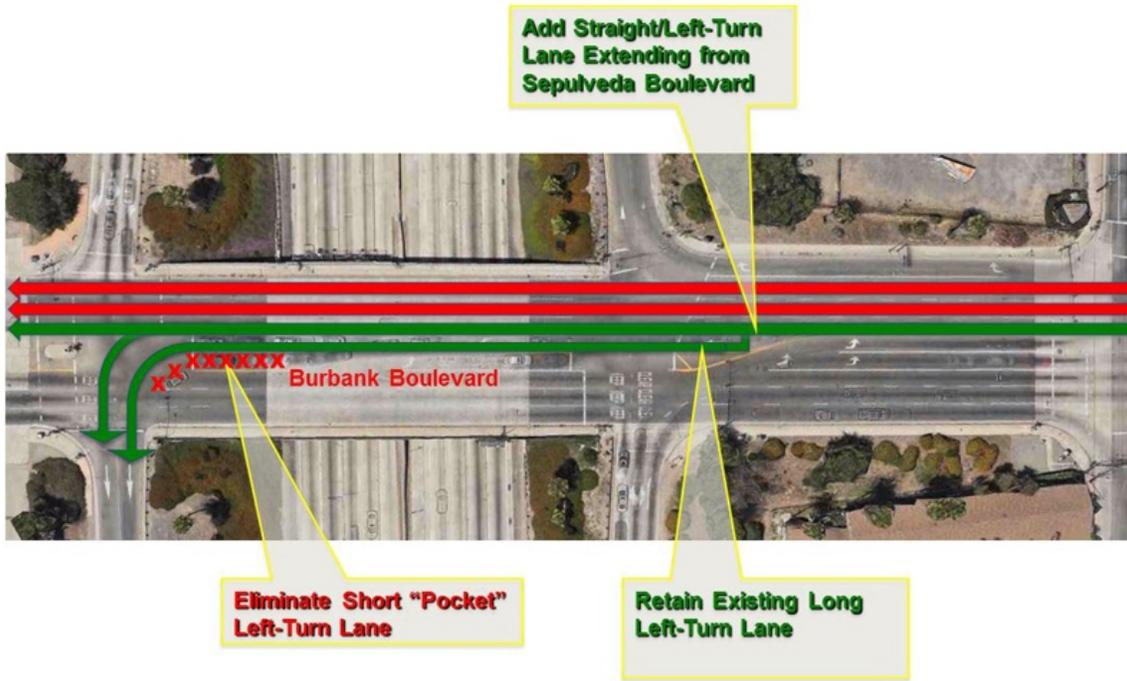 Add Straight/Left-Turn
Lane Extending from
Sepulveda Boulevard
x x x x x x x x
Burbank Boulevard
Eliminate Short “Pocket”
Left-Turn Lane
Retain Existing Long
Left-Turn Lane